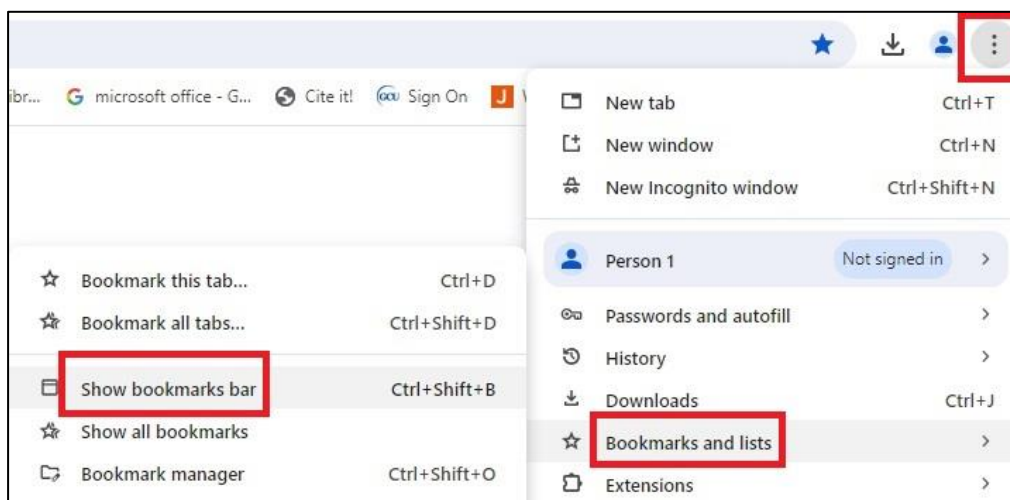 ibr... microsoft office - G... Cite it! GCU Sign On J
New tab Ctrl+T
New window Ctrl+N
New Incognito window Ctrl+Shift+N
Person 1 Not signed in
Passwords and autofill
History
Downloads Ctrl+J
Bookmarks and lists
Extensions
Bookmark this tab... Ctrl+D
Bookmark all tabs... Ctrl+Shift+D
Show bookmarks bar Ctrl+Shift+B
Show all bookmarks
Bookmark manager Ctrl+Shift+O